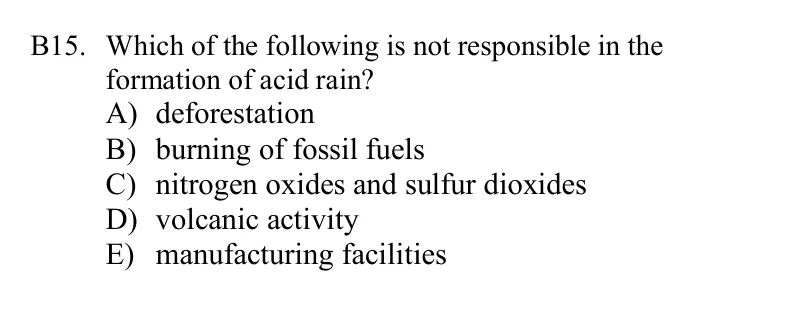 B15. Which of the following is not responsible in the
formation of acid rain?
A) deforestation
B) burning of fossil fuels
C) nitrogen oxides and sulfur dioxides
D) volcanic activity
E) manufacturing facilities